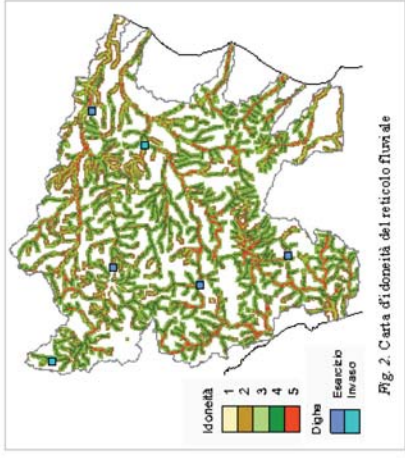 Idoneità
1
2
3
4
5
Dighe
Esercizio
Invaso
Fig. 2. Carta d'idoneità del reticolo fluviale